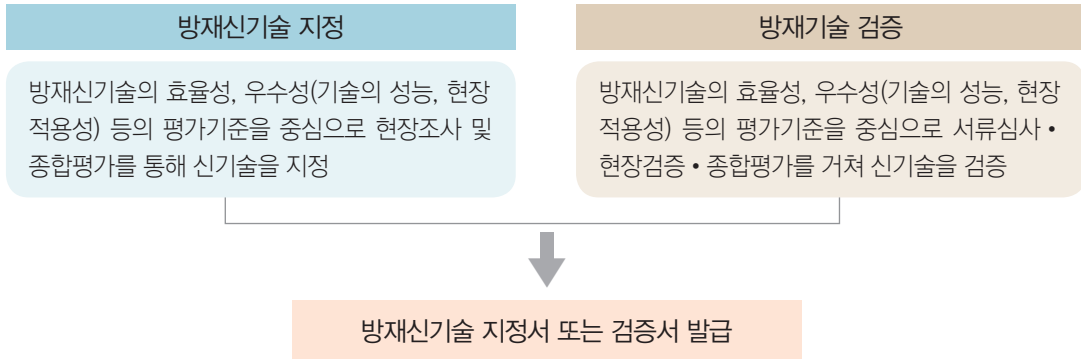 방재신기술 지정
방재신기술의 효율성, 우수성(기술의 성능, 현장
적용성) 등의 평가기준을 중심으로 현장조사 및
종합평가를 통해 신기술을 지정
방재기술 검증
방재신기술의 효율성, 우수성(기술의 성능, 현장
적용성) 등의 평가기준을 중심으로 서류심사•
현장검증•종합평가를 거쳐 신기술을 검증
방재신기술 지정서 또는 검증서 발급